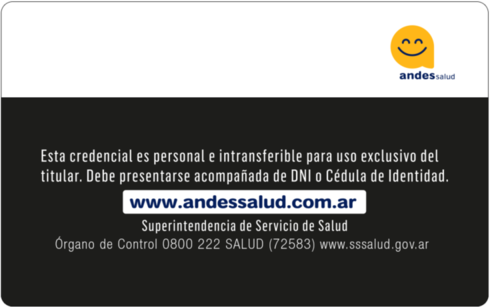 andessalud
Esta credencial es personal e intransferible para uso exclusivo del
titular. Debe presentarse acompañada de DNI o Cédula de Identidad.
www.andessalud.com.ar
Superintendencia de Servicio de Salud
Órgano de Control 0800 222 SALUD (72583) www.sssalud.gov.ar